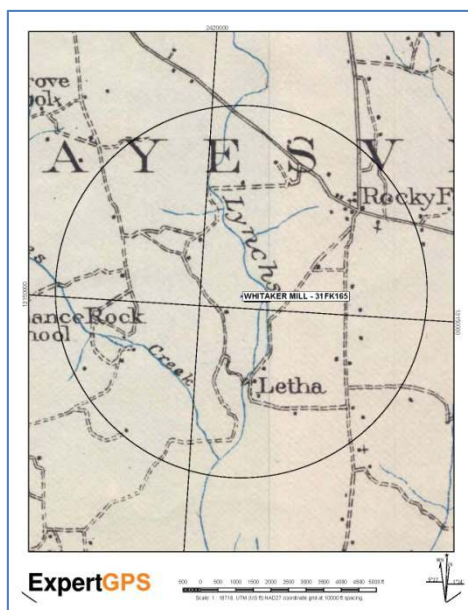 2420000
rove
ool
A Y E S V
Rocky F
Lynchs
WHITAKER MILL - 31FK165
ance Rock
hool
Creek
Letha
ExpertGPS
500 0 500 1000 1500 2000 2500 3000 3500 4000 4500 5000 ft